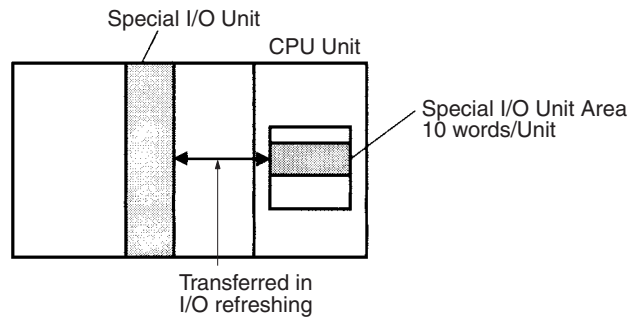 Special I/O Unit
CPU Unit
Special I/O Unit Area
10 words/Unit
Transferred in
I/O refreshing